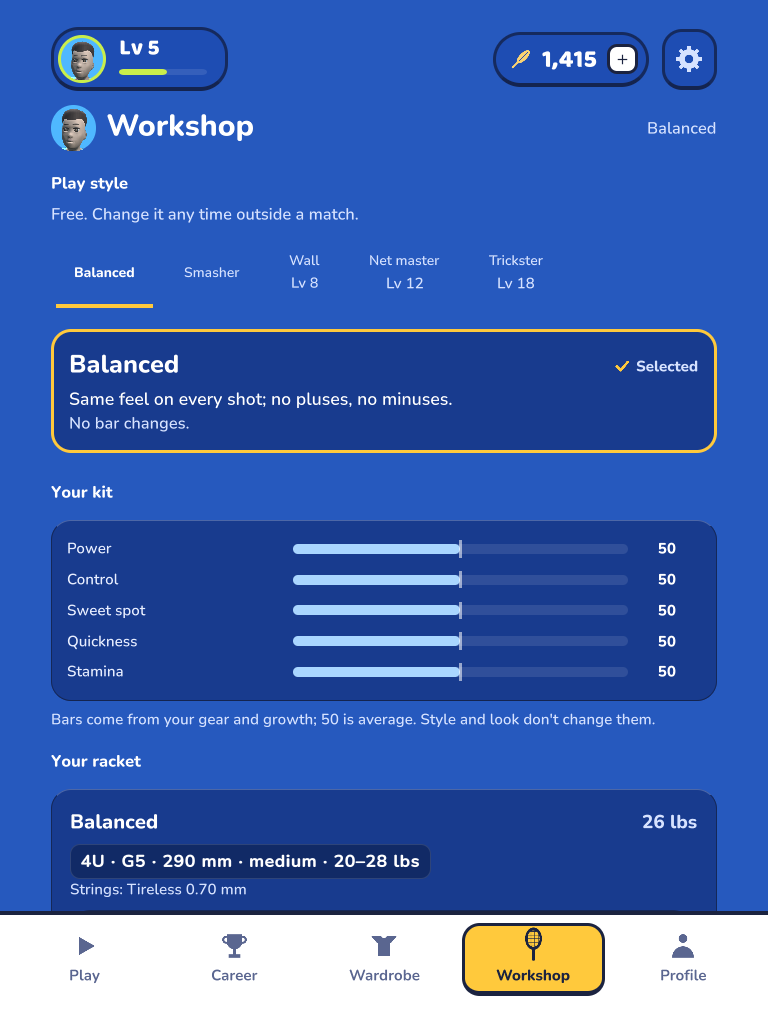 Lv 5
1,415
+
Workshop
Balanced
Play style
Free. Change it any time outside a match.
Balanced
Smasher
Wall
Lv 8
Net master
Lv 12
Trickster
Lv 18
Balanced
Selected
Same feel on every shot; no pluses, no minuses.
No bar changes.
Your kit
Power 50
Control 50
Sweet spot 50
Quickness 50
Stamina 50
Bars come from your gear and growth; 50 is average. Style and look don't change them.
Your racket
Balanced
26 lbs
4U · G5 · 290 mm · medium · 20–28 lbs
Strings: Tireless 0.70 mm
Play
Career
Wardrobe
Workshop
Profile